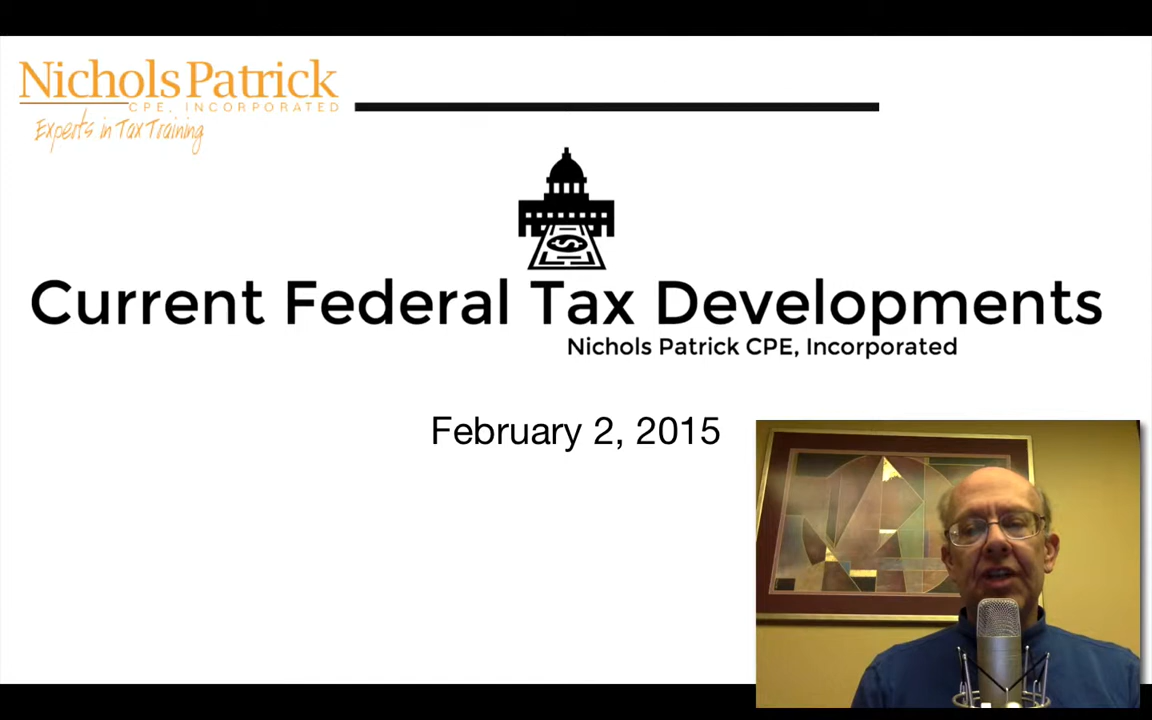 Nichols Patrick
CPE, INCORPORATED
Experts in Tax Training
Current Federal Tax Developments
Nichols Patrick CPE, Incorporated
February 2, 2015